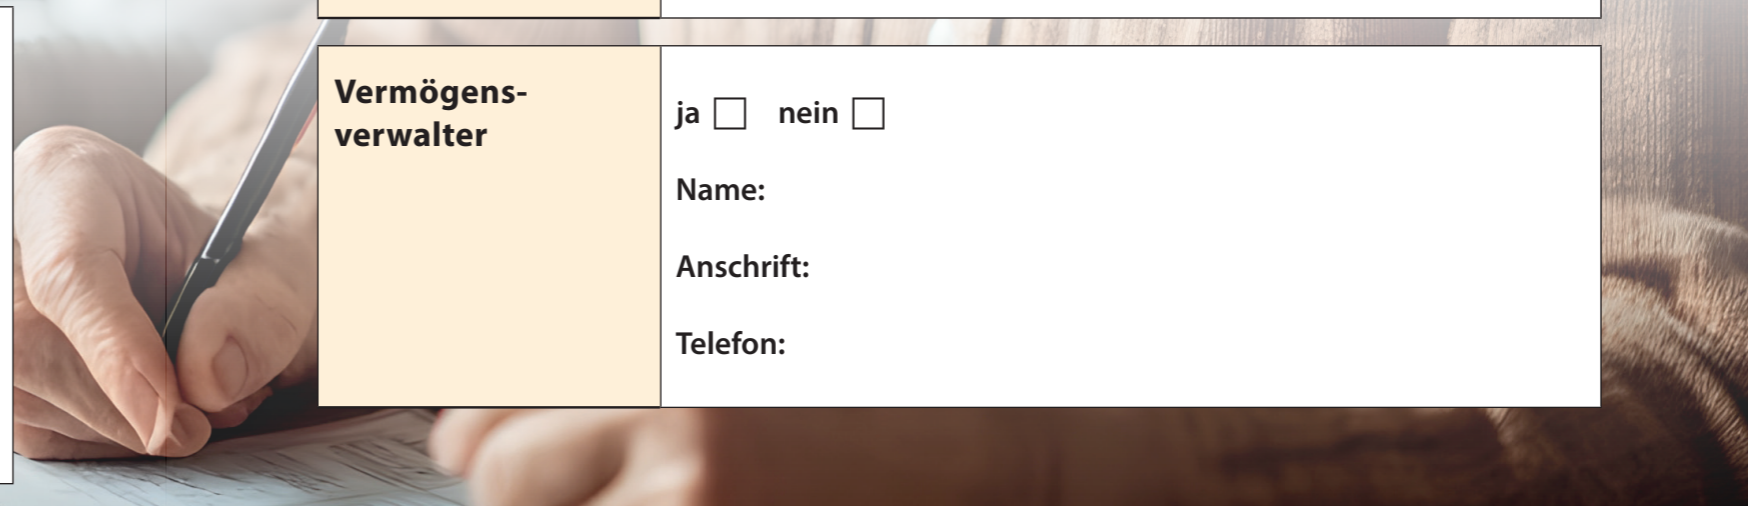 Vermögens-
verwalter
ja ☐ nein ☐
Name:
Anschrift:
Telefon: